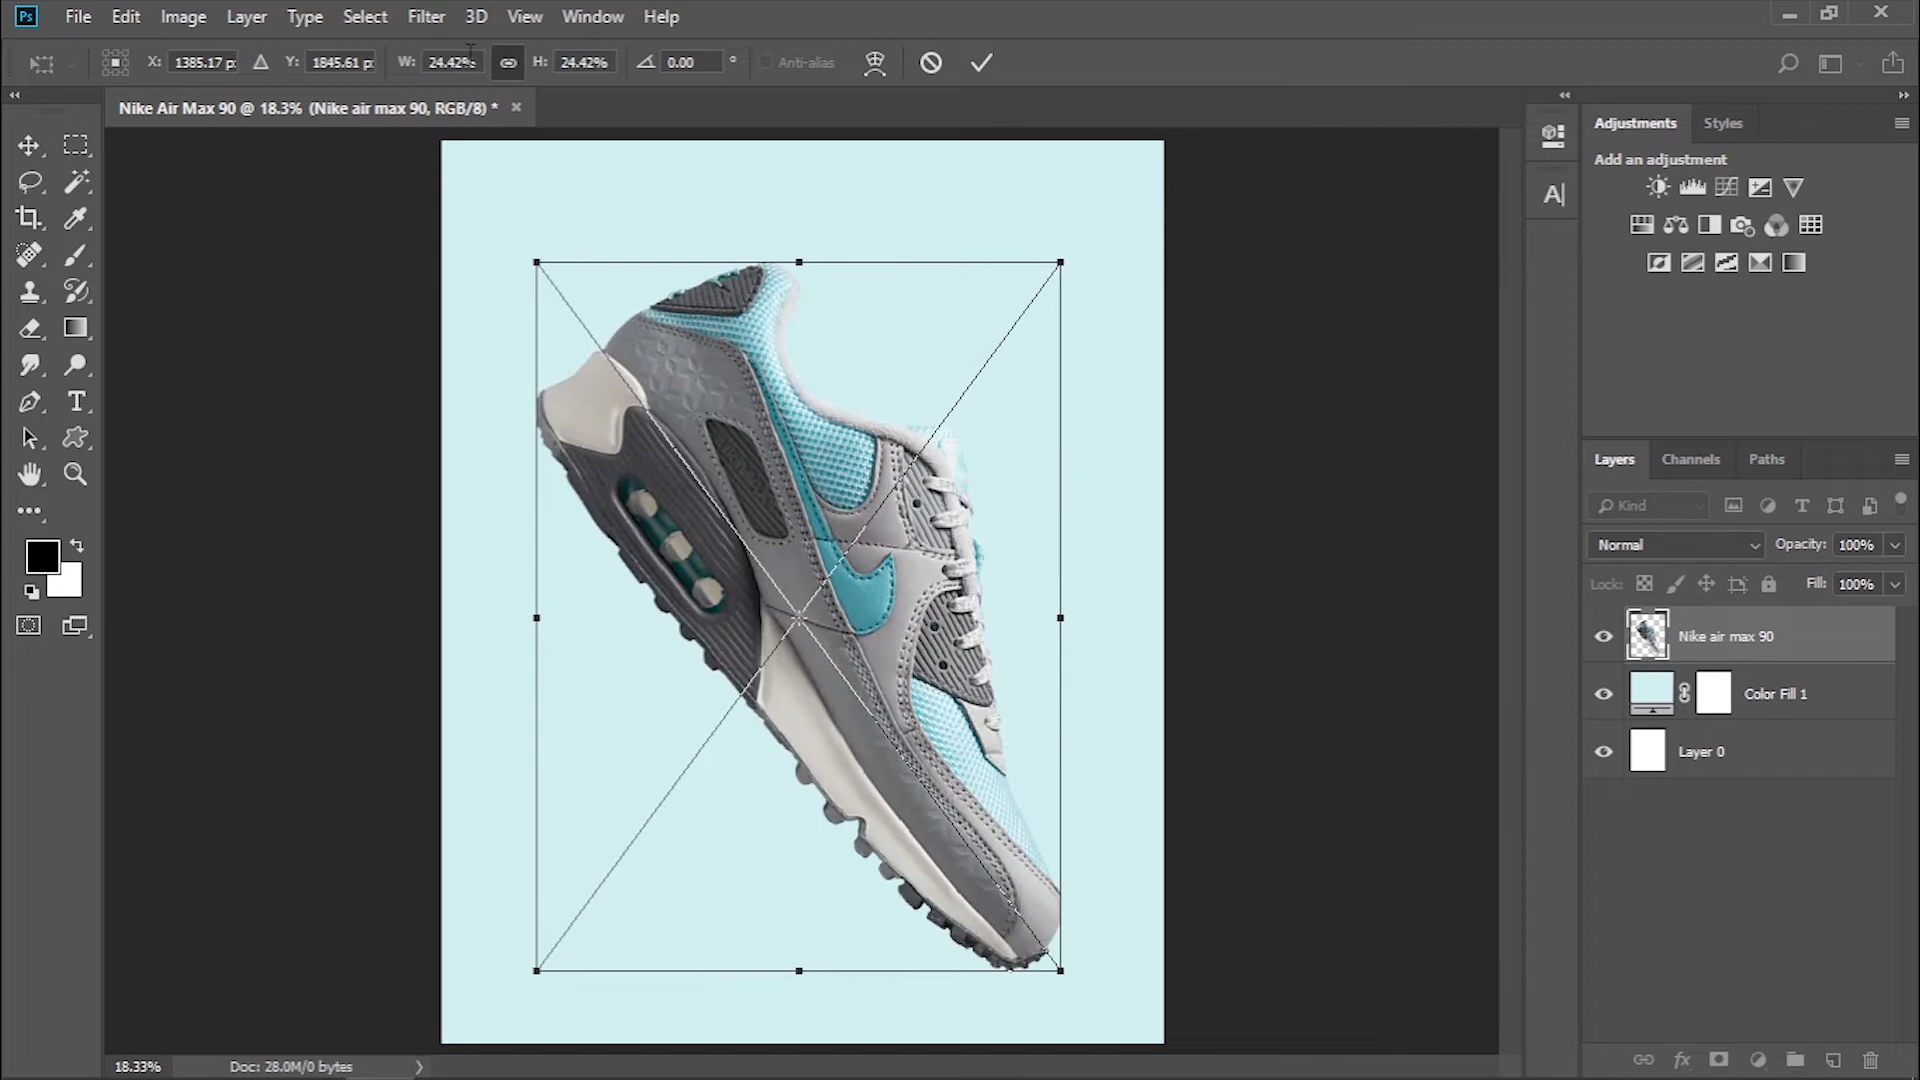 Ps File Edit Image Layer Type Select Filter 3D View Window Help
X: 1385.17 p: Y: 1845.61 p: W: 24.42% H: 24.42% 0.00 ° Anti-alias
Nike Air Max 90 @ 18.3% (Nike air max 90, RGB/8) * ×
Adjustments Styles
Add an adjustment
A|
Layers Channels Paths
Kind
Normal Opacity: 100%
Lock: Fill: 100%
Nike air max 90
Color Fill 1
Layer 0
18.33% Doc: 28.0M/0 bytes